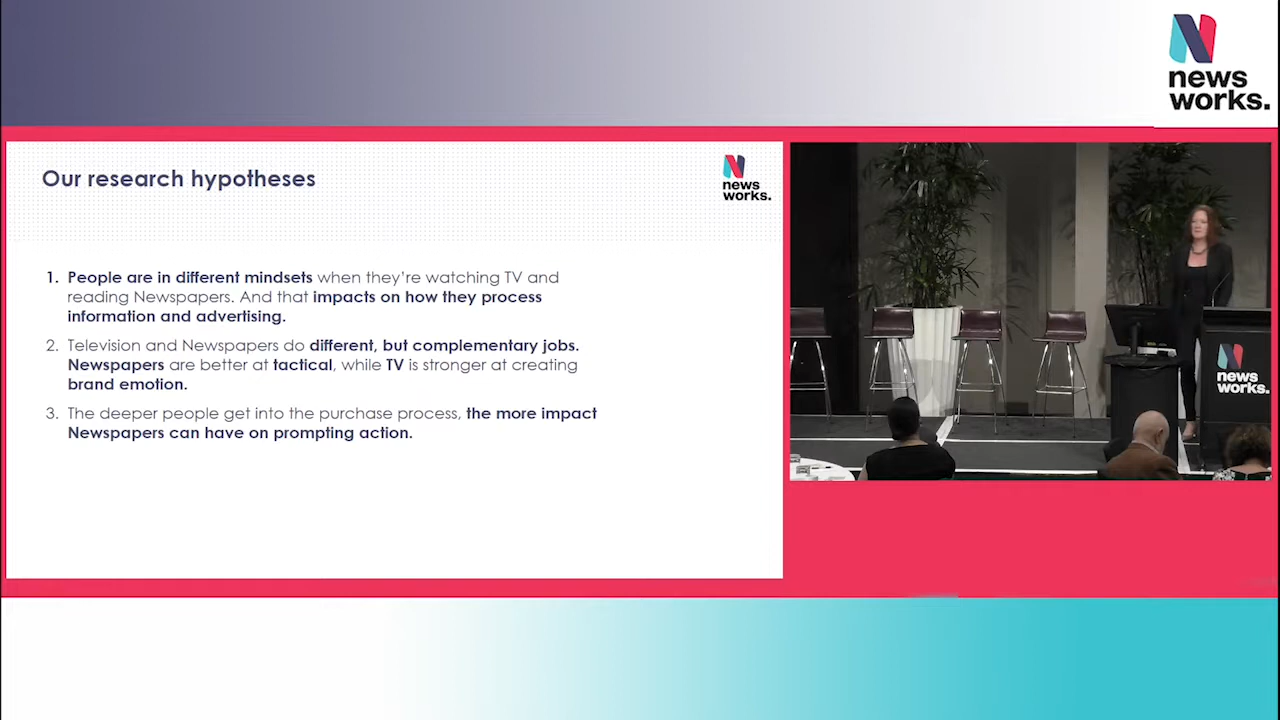 news
works.
Our research hypotheses
news
works.
1. People are in different mindsets when they're watching TV and
reading Newspapers. And that impacts on how they process
information and advertising.
2. Television and Newspapers do different, but complementary jobs.
Newspapers are better at tactical, while TV is stronger at creating
brand emotion.
3. The deeper people get into the purchase process, the more impact
Newspapers can have on prompting action.
news
works.